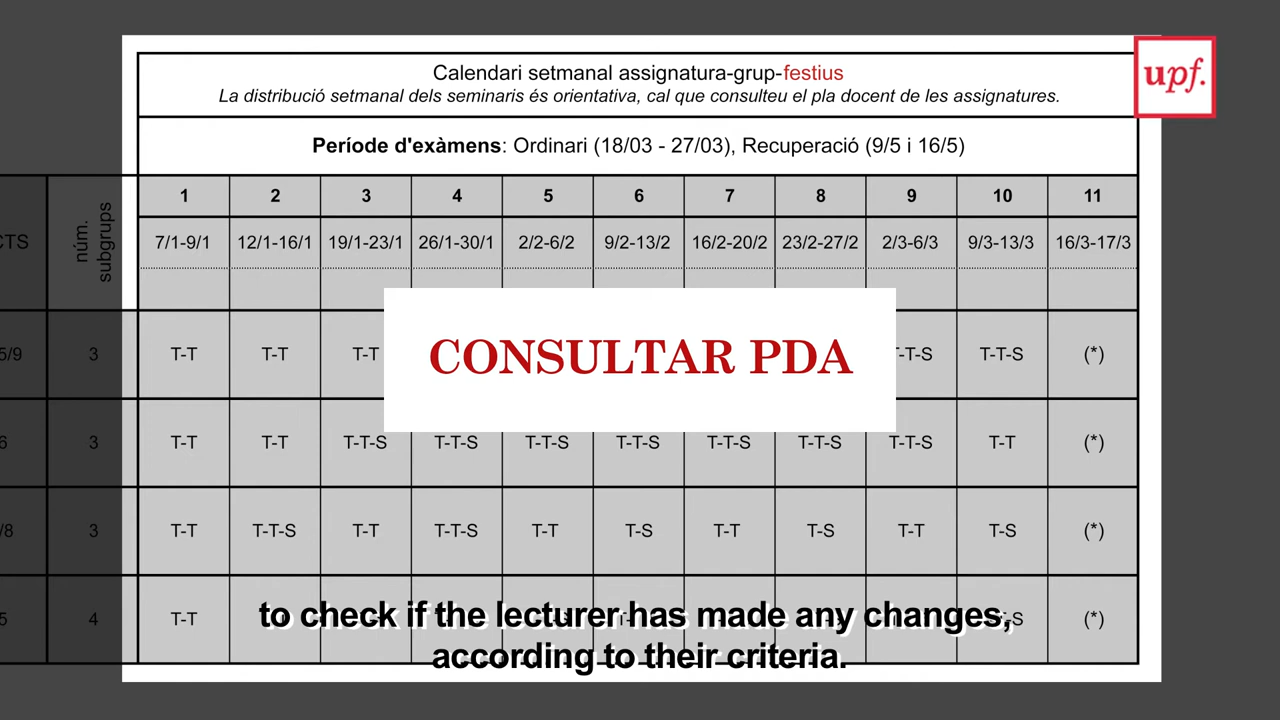 Calendari setmanal assignatura-grup-festius
La distribució setmanal dels seminaris és orientativa, cal que consulteu el pla docent de les assignatures.
upf.
Període d'exàmens: Ordinari (18/03 - 27/03), Recuperació (9/5 i 16/5)
CTS núm. subgrups 1 2 3 4 5 6 7 8 9 10 11
7/1-9/1 12/1-16/1 19/1-23/1 26/1-30/1 2/2-6/2 9/2-13/2 16/2-20/2 23/2-27/2 2/3-6/3 9/3-13/3 16/3-17/3
5/9 3 T-T T-T T-T T-T-S T-T-S (*)
CONSULTAR PDA
6 3 T-T T-T T-T-S T-T-S T-T-S T-T-S T-T-S T-T-S T-T-S T-T (*)
/8 3 T-T T-T-S T-T T-T-S T-T T-S T-T T-S T-T T-S (*)
5 4 T-T (*)
to check if the lecturer has made any changes,
according to their criteria.